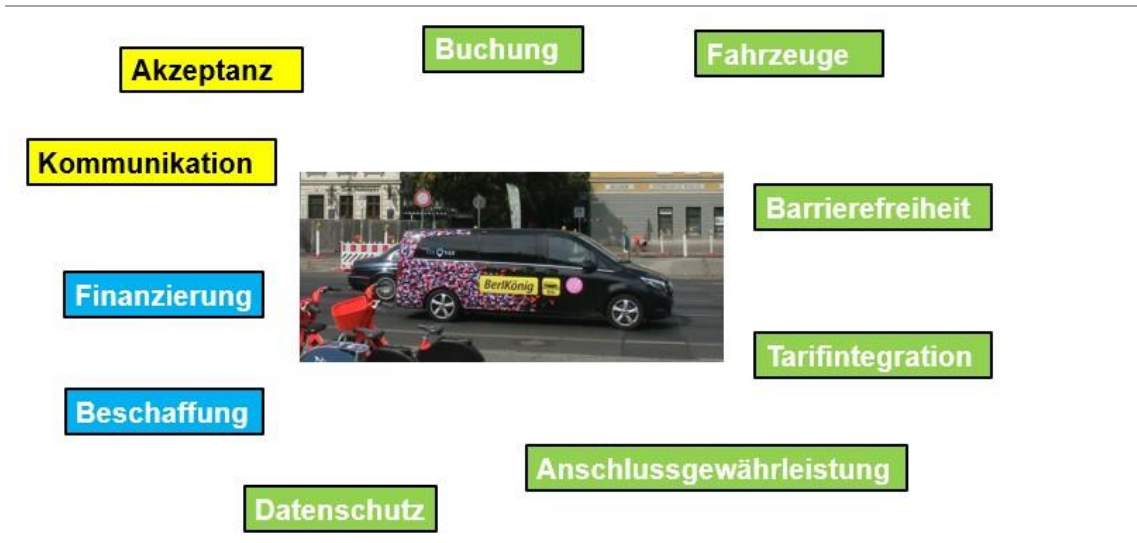 Buchung
Fahrzeuge
Akzeptanz
Kommunikation
Barrierefreiheit
BerlKönig
Finanzierung
Tarifintegration
Beschaffung
Anschlussgewährleistung
Datenschutz